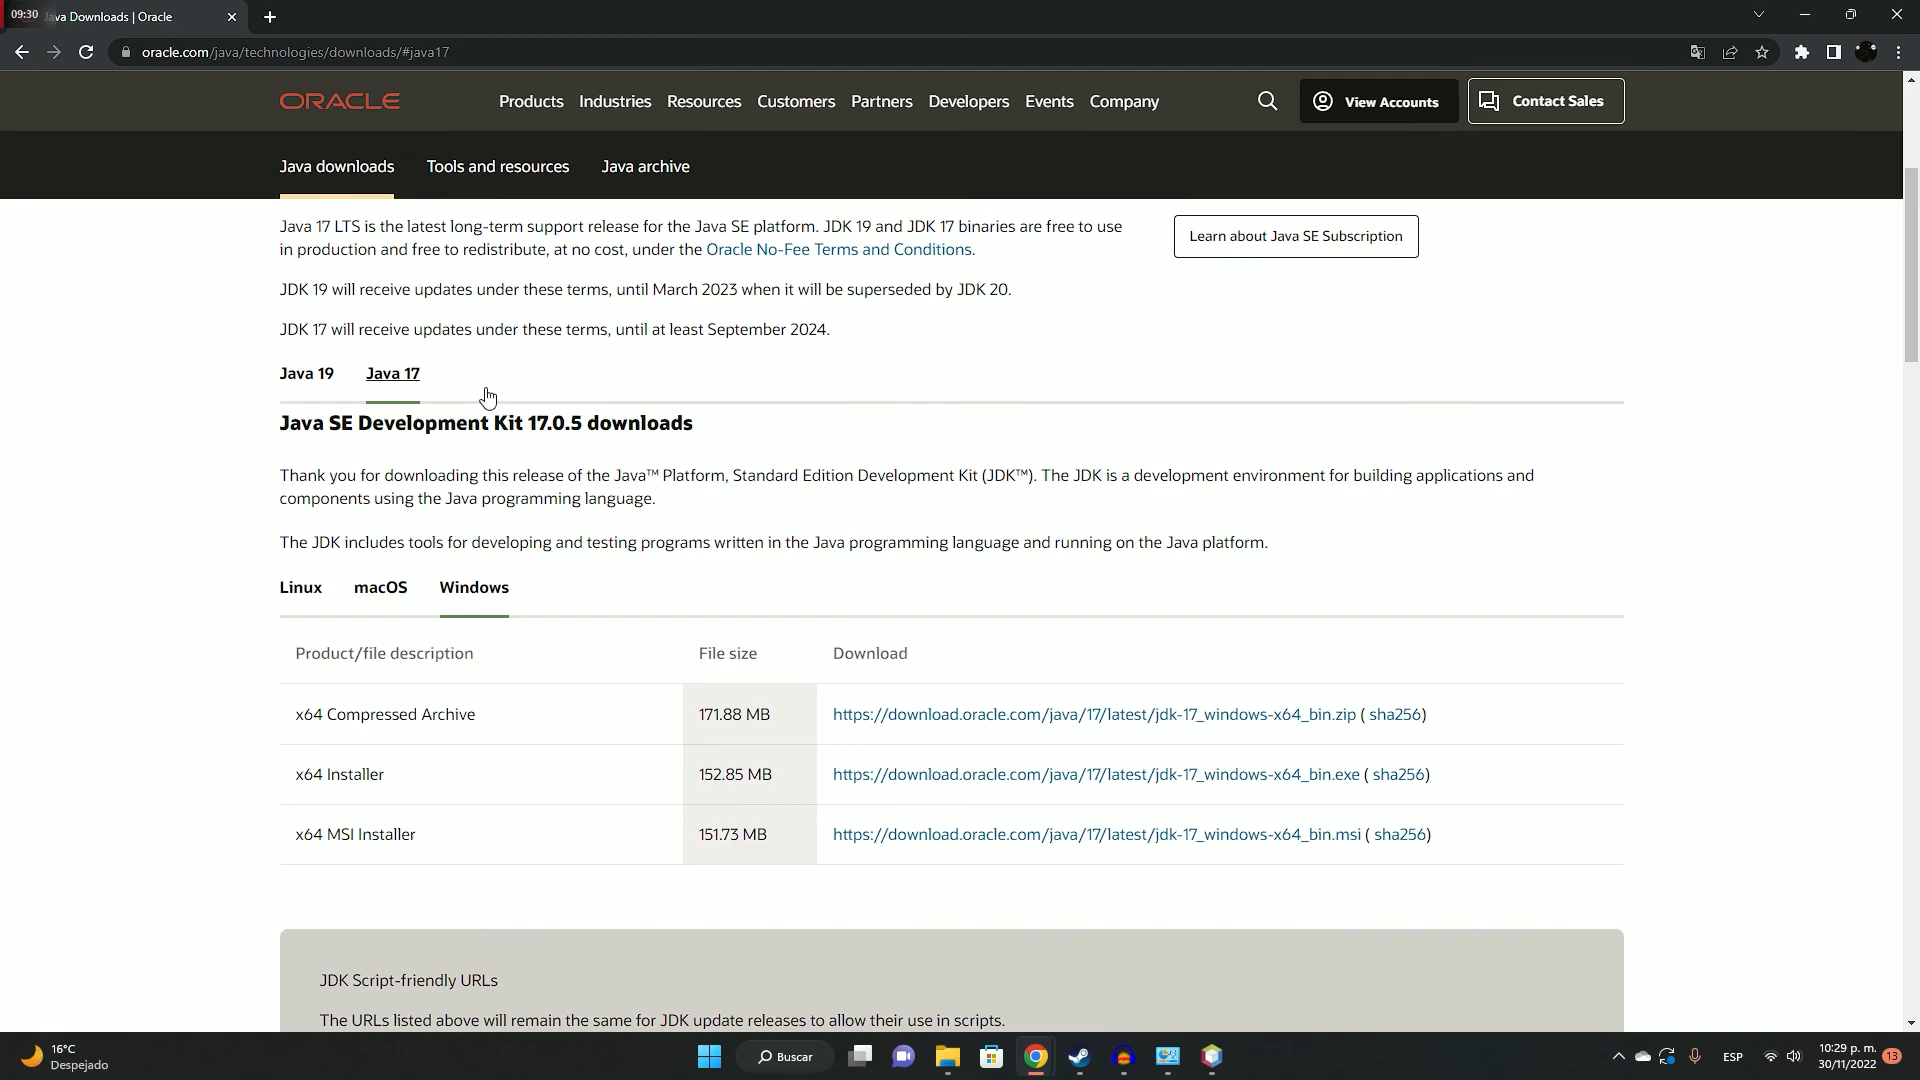 09:30
Java Downloads | Oracle
oracle.com/java/technologies/downloads/#java17
ORACLE
Products Industries Resources Customers Partners Developers Events Company
View Accounts
Contact Sales
Java downloads Tools and resources Java archive
Java 17 LTS is the latest long-term support release for the Java SE platform. JDK 19 and JDK 17 binaries are free to use
in production and free to redistribute, at no cost, under the Oracle No-Fee Terms and Conditions.
Learn about Java SE Subscription
JDK 19 will receive updates under these terms, until March 2023 when it will be superseded by JDK 20.
JDK 17 will receive updates under these terms, until at least September 2024.
Java 19 Java 17
Java SE Development Kit 17.0.5 downloads
Thank you for downloading this release of the Java™ Platform, Standard Edition Development Kit (JDK™). The JDK is a development environment for building applications and
components using the Java programming language.
The JDK includes tools for developing and testing programs written in the Java programming language and running on the Java platform.
Linux macOS Windows
Product/file description File size Download
x64 Compressed Archive 171.88 MB https://download.oracle.com/java/17/latest/jdk-17_windows-x64_bin.zip ( sha256)
x64 Installer 152.85 MB https://download.oracle.com/java/17/latest/jdk-17_windows-x64_bin.exe ( sha256)
x64 MSI Installer 151.73 MB https://download.oracle.com/java/17/latest/jdk-17_windows-x64_bin.msi ( sha256)
JDK Script-friendly URLs
The URLs listed above will remain the same for JDK update releases to allow their use in scripts.
16°C
Despejado
Buscar
ESP
10:29 p. m.
30/11/2022
13